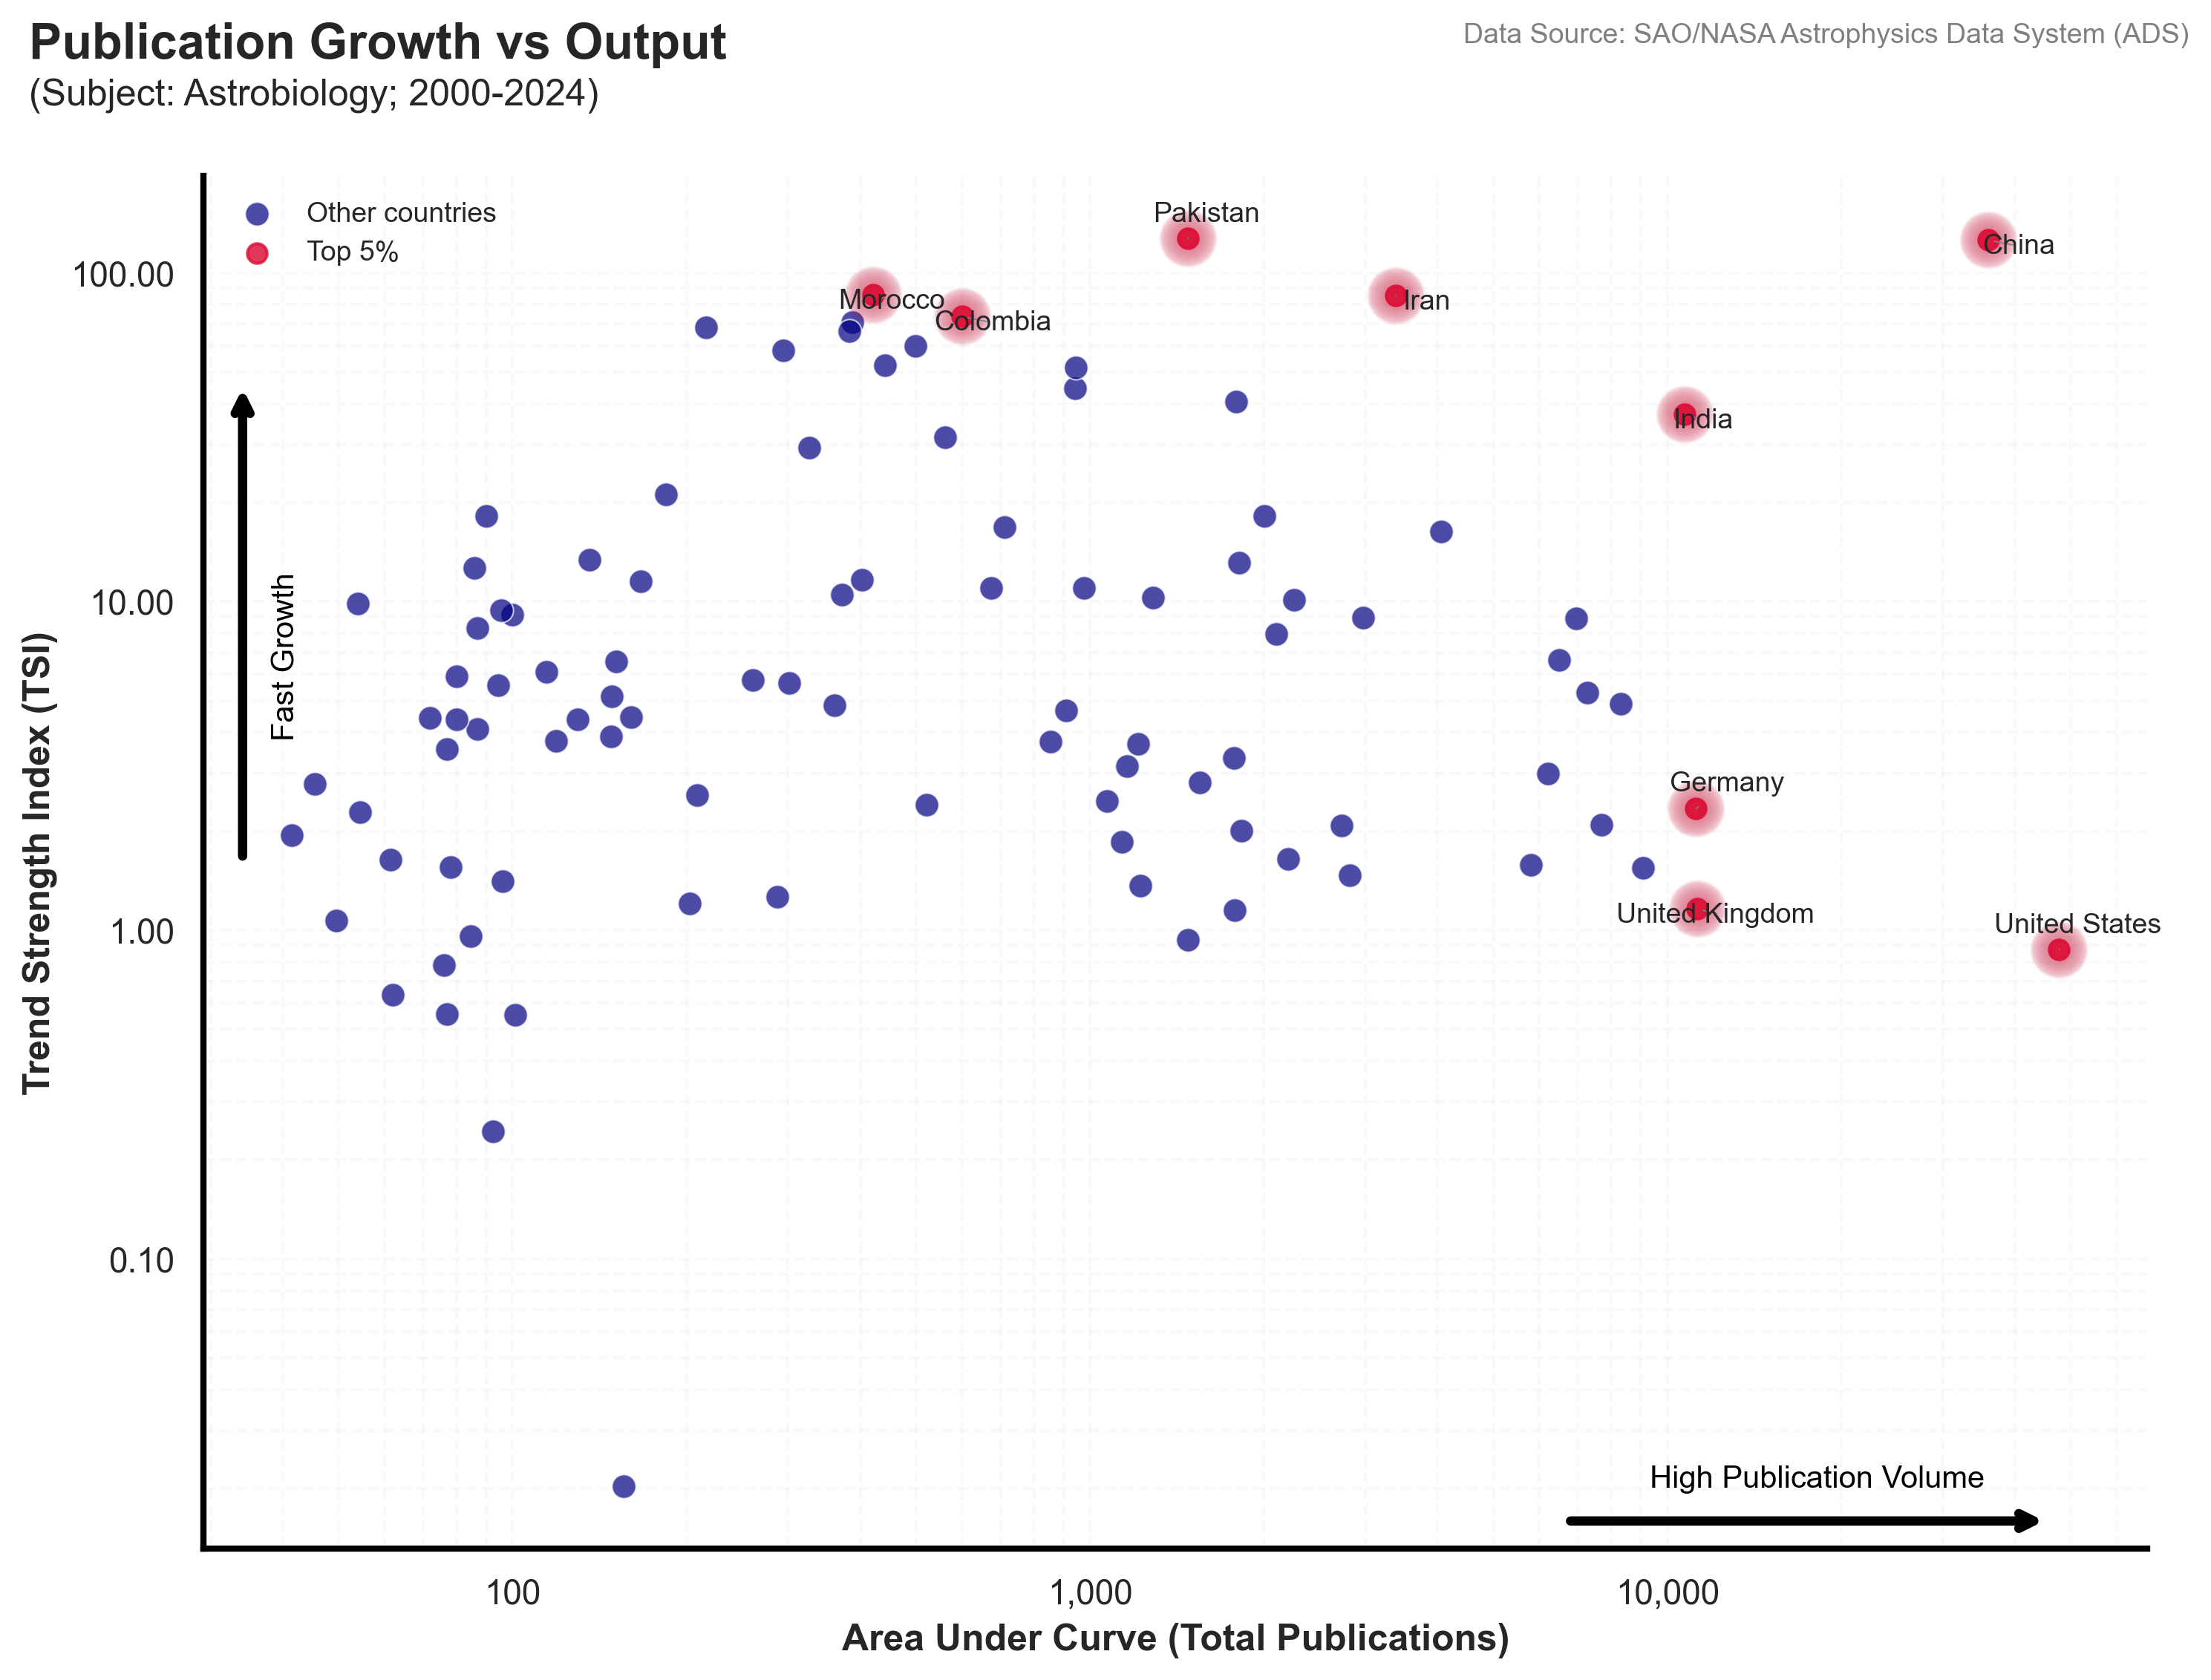 Publication Growth vs Output
Data Source: SAO/NASA Astrophysics Data System (ADS)
(Subject: Astrobiology; 2000-2024)
Other countries
Top 5%
Pakistan
China
Morocco
Iran
Colombia
India
Germany
United Kingdom
United States
Fast Growth
High Publication Volume
Trend Strength Index (TSI)
100.00
10.00
1.00
0.10
100
1,000
10,000
Area Under Curve (Total Publications)